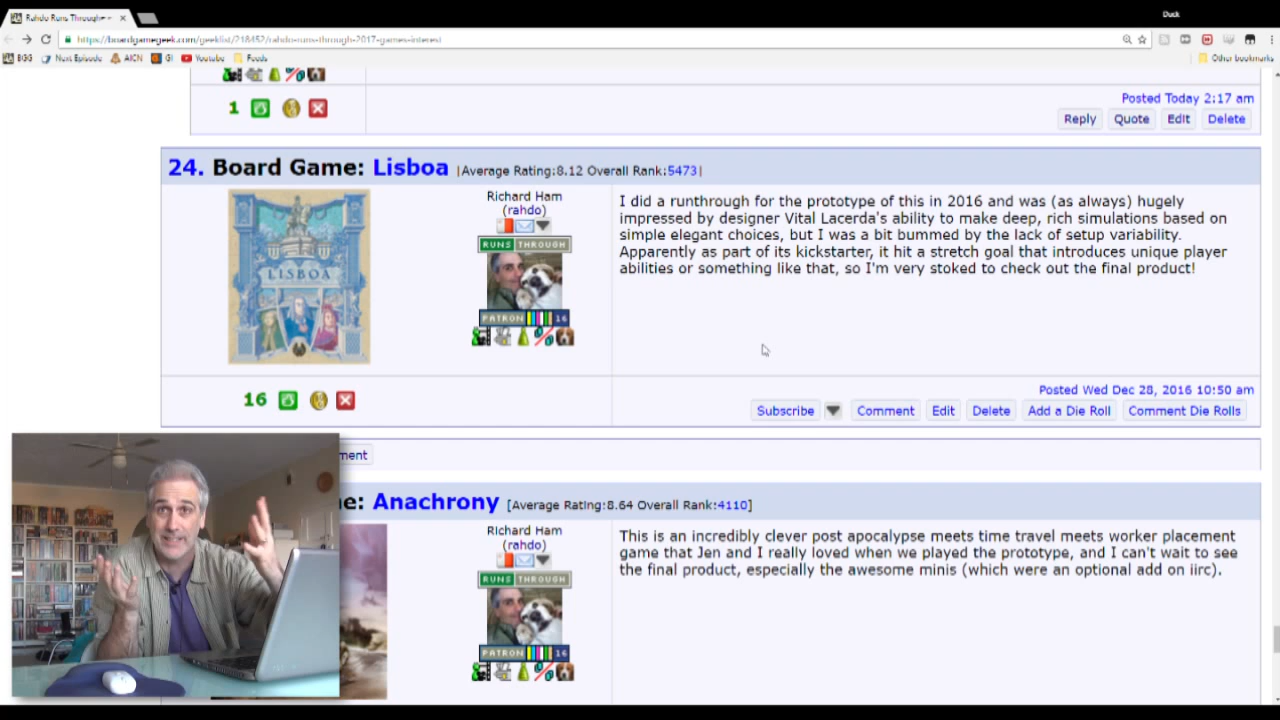 Rahdo Runs Through
Duck
https://boardgamegeek.com/geeklist/218452/rahdo-runs-through-2017-games-interest
BGG Next Episode AICN GI Youtube Feeds Other bookmarks
1
Posted Today 2:17 am
Reply Quote Edit Delete
24. Board Game: Lisboa [Average Rating:8.12 Overall Rank:5473]
LISBOA
Richard Ham
(rahdo)
RUNS THROUGH
PATRON 16
I did a runthrough for the prototype of this in 2016 and was (as always) hugely
impressed by designer Vital Lacerda's ability to make deep, rich simulations based on
simple elegant choices, but I was a bit bummed by the lack of setup variability.
Apparently as part of its kickstarter, it hit a stretch goal that introduces unique player
abilities or something like that, so I'm very stoked to check out the final product!
16
Posted Wed Dec 28, 2016 10:50 am
Subscribe Comment Edit Delete Add a Die Roll Comment Die Rolls
ment
e: Anachrony [Average Rating:8.64 Overall Rank:4110]
Richard Ham
(rahdo)
RUNS THROUGH
PATRON 16
This is an incredibly clever post apocalypse meets time travel meets worker placement
game that Jen and I really loved when we played the prototype, and I can't wait to see
the final product, especially the awesome minis (which were an optional add on iirc).